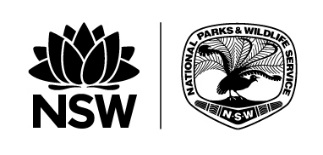 NSW
NATIONAL PARKS & WILDLIFE SERVICE
N·S·W